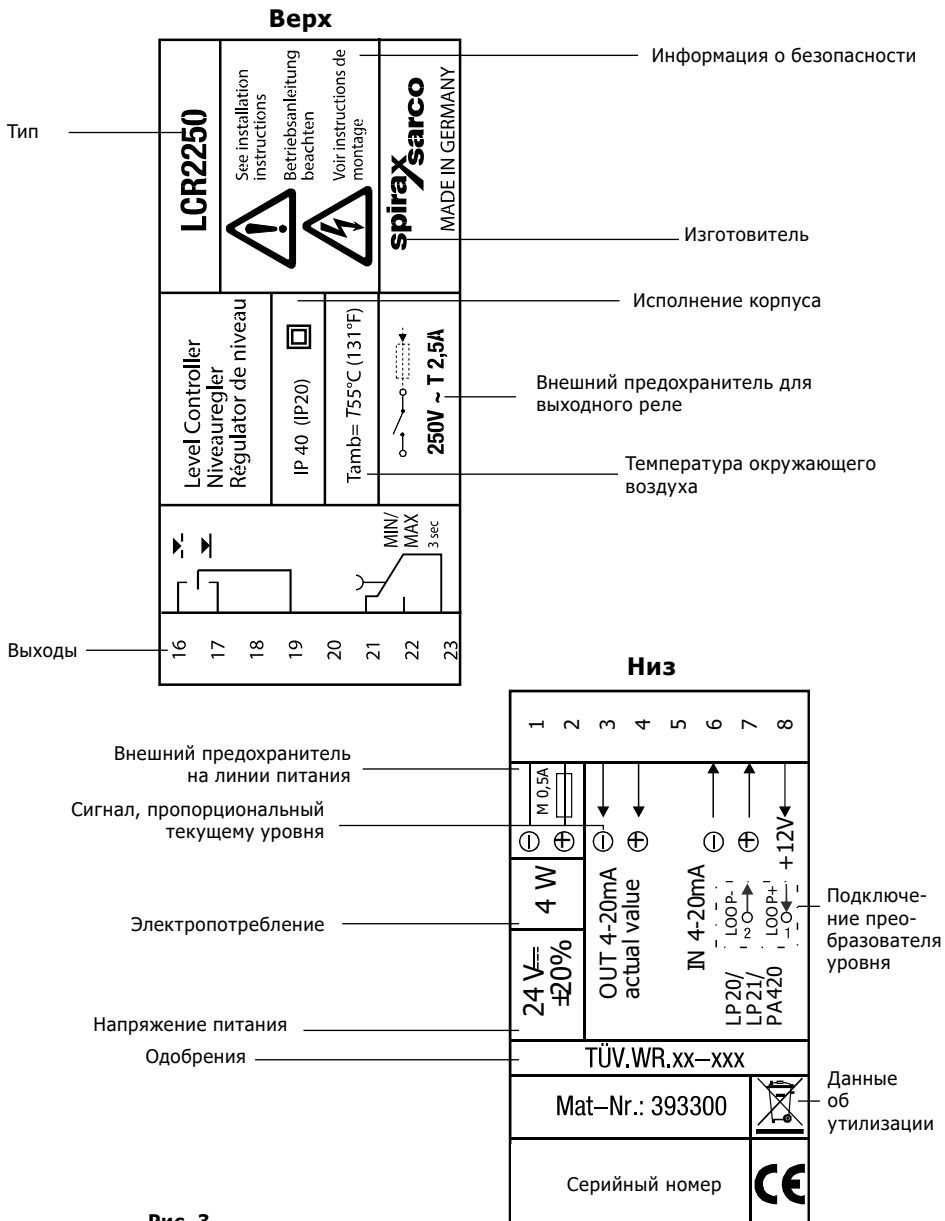 Верх
Информация о безопасности
Тип
LCR2250
See installation
instructions
Betriebsanleitung
beachten
Voir instructions de
montage
spirax
sarco
MADE IN GERMANY
Изготовитель
Исполнение корпуса
Level Controller
Niveauregler
Régulator de niveau
IP 40 (IP20)
Tamb= T55°C (131°F)
250V ~ T 2,5A
Внешний предохранитель для
выходного реле
Температура окружающего
воздуха
MIN/
MAX
3 sec
Выходы
16
17
18
19
20
21
22
23
Низ
1
2
3
4
5
6
7
8
Внешний предохранитель
на линии питания
M 0,5A
Сигнал, пропорциональный
текущему уровня
Электропотребление
4 W
24 V
±20%
OUT 4-20mA
actual value
IN 4-20mA
+12V
LOOP-
2
LOOP+
1
LP20/
LP21/
PA420
Подключе-
ние прео-
бразователя
уровня
Напряжение питания
Одобрения
TÜV.WR.xx–xxx
Mat–Nr.: 393300
Данные
об
утилизации
Серийный номер
CE
Рис. 3